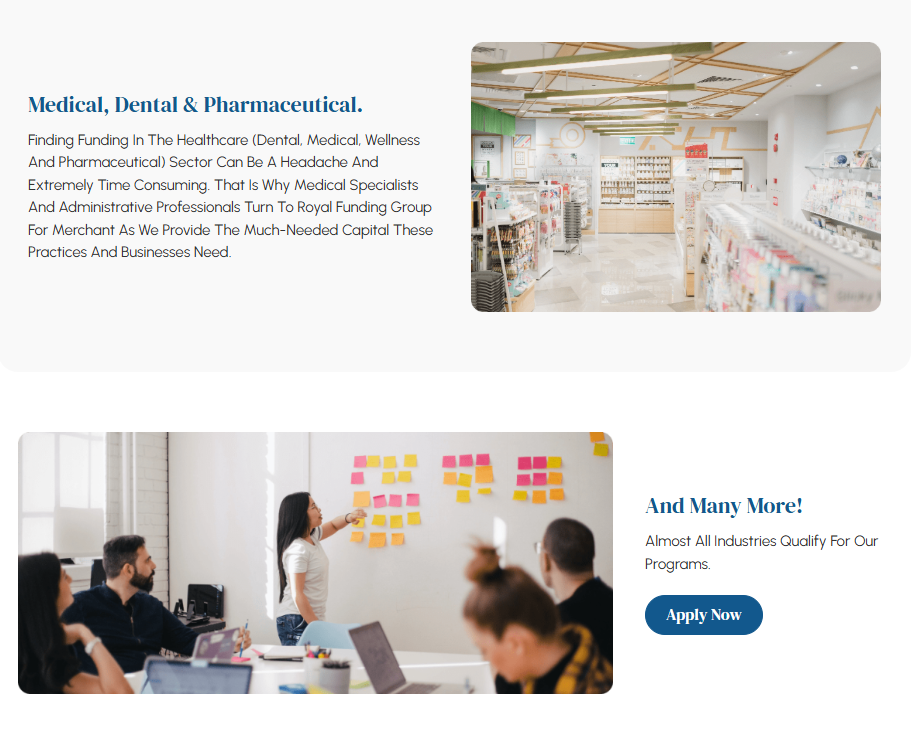 Medical, Dental & Pharmaceutical.
Finding Funding In The Healthcare (Dental, Medical, Wellness
And Pharmaceutical) Sector Can Be A Headache And
Extremely Time Consuming. That Is Why Medical Specialists
And Administrative Professionals Turn To Royal Funding Group
For Merchant As We Provide The Much-Needed Capital These
Practices And Businesses Need.
And Many More!
Almost All Industries Qualify For Our
Programs.
Apply Now